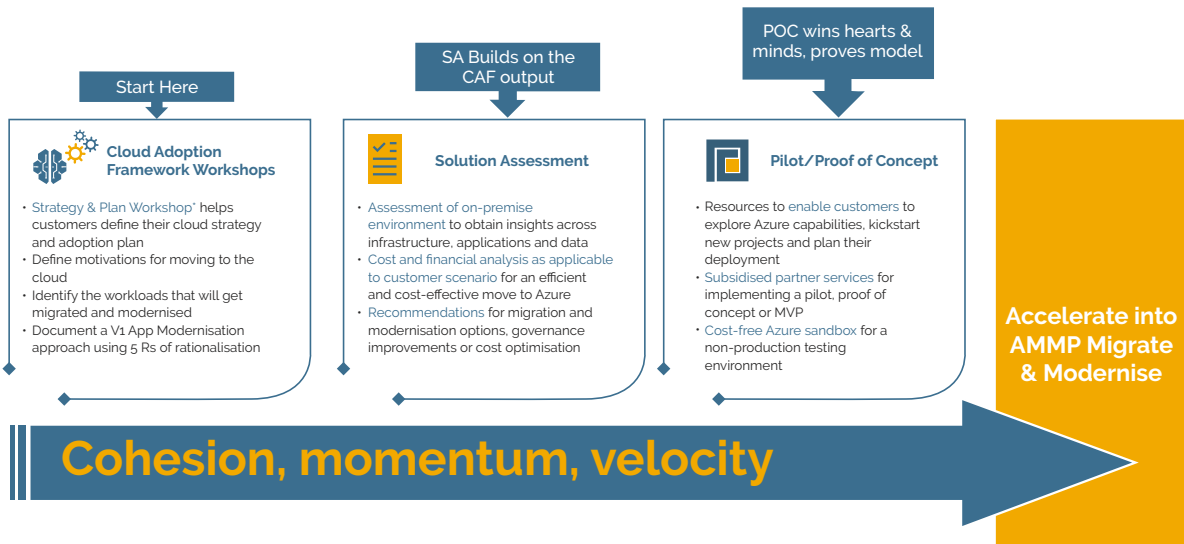 Start Here
SA Builds on the
CAF output
POC wins hearts &
minds, proves model
Cloud Adoption
Framework Workshops
• Strategy & Plan Workshop* helps
customers define their cloud strategy
and adoption plan
• Define motivations for moving to the
cloud
• Identify the workloads that will get
migrated and modernised
• Document a V1 App Modernisation
approach using 5 Rs of rationalisation
Solution Assessment
• Assessment of on-premise
environment to obtain insights across
infrastructure, applications and data
• Cost and financial analysis as applicable
to customer scenario for an efficient
and cost-effective move to Azure
• Recommendations for migration and
modernisation options, governance
improvements or cost optimisation
Pilot/Proof of Concept
• Resources to enable customers to
explore Azure capabilities, kickstart
new projects and plan their
deployment
• Subsidised partner services for
implementing a pilot, proof of
concept or MVP
• Cost-free Azure sandbox for a
non-production testing
environment
Accelerate into
AMMP Migrate
& Modernise
Cohesion, momentum, velocity